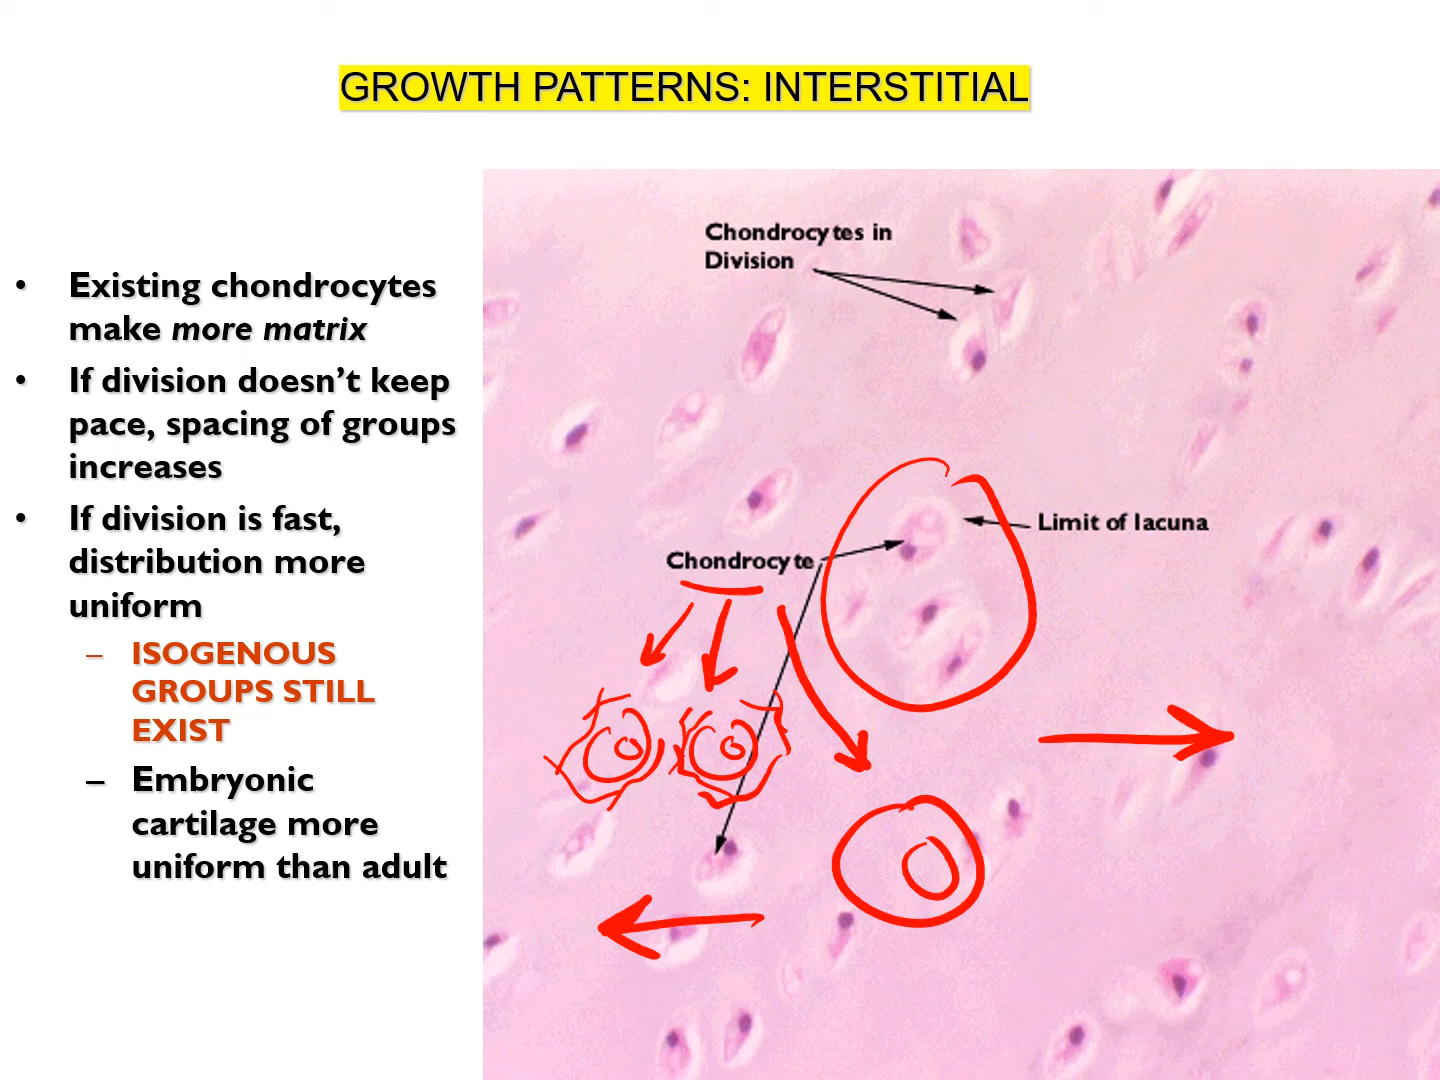 GROWTH PATTERNS: INTERSTITIAL
• Existing chondrocytes
make more matrix
• If division doesn’t keep
pace, spacing of groups
increases
• If division is fast,
distribution more
uniform
– ISOGENOUS
GROUPS STILL
EXIST
– Embryonic
cartilage more
uniform than adult
Chondrocytes in
Division
Limit of lacuna
Chondrocyte